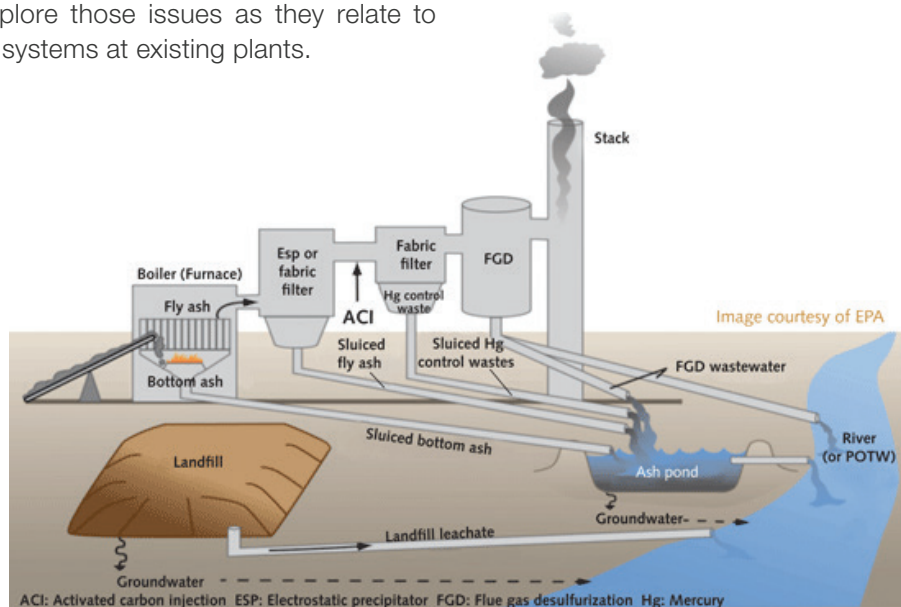 plore those issues as they relate to
systems at existing plants.
Stack
Esp or
fabric
filter
Fabric
filter
FGD
Boiler (Furnace)
Fly ash
Hg control
waste
ACI
Image courtesy of EPA
Sluiced
fly ash
Sluiced Hg
control wastes
FGD wastewater
Bottom ash
Sluiced bottom ash
River
(or POTW)
Landfill
Ash pond
Groundwater
Landfill leachate
Groundwater
ACI: Activated carbon injection ESP: Electrostatic precipitator FGD: Flue gas desulfurization Hg: Mercury